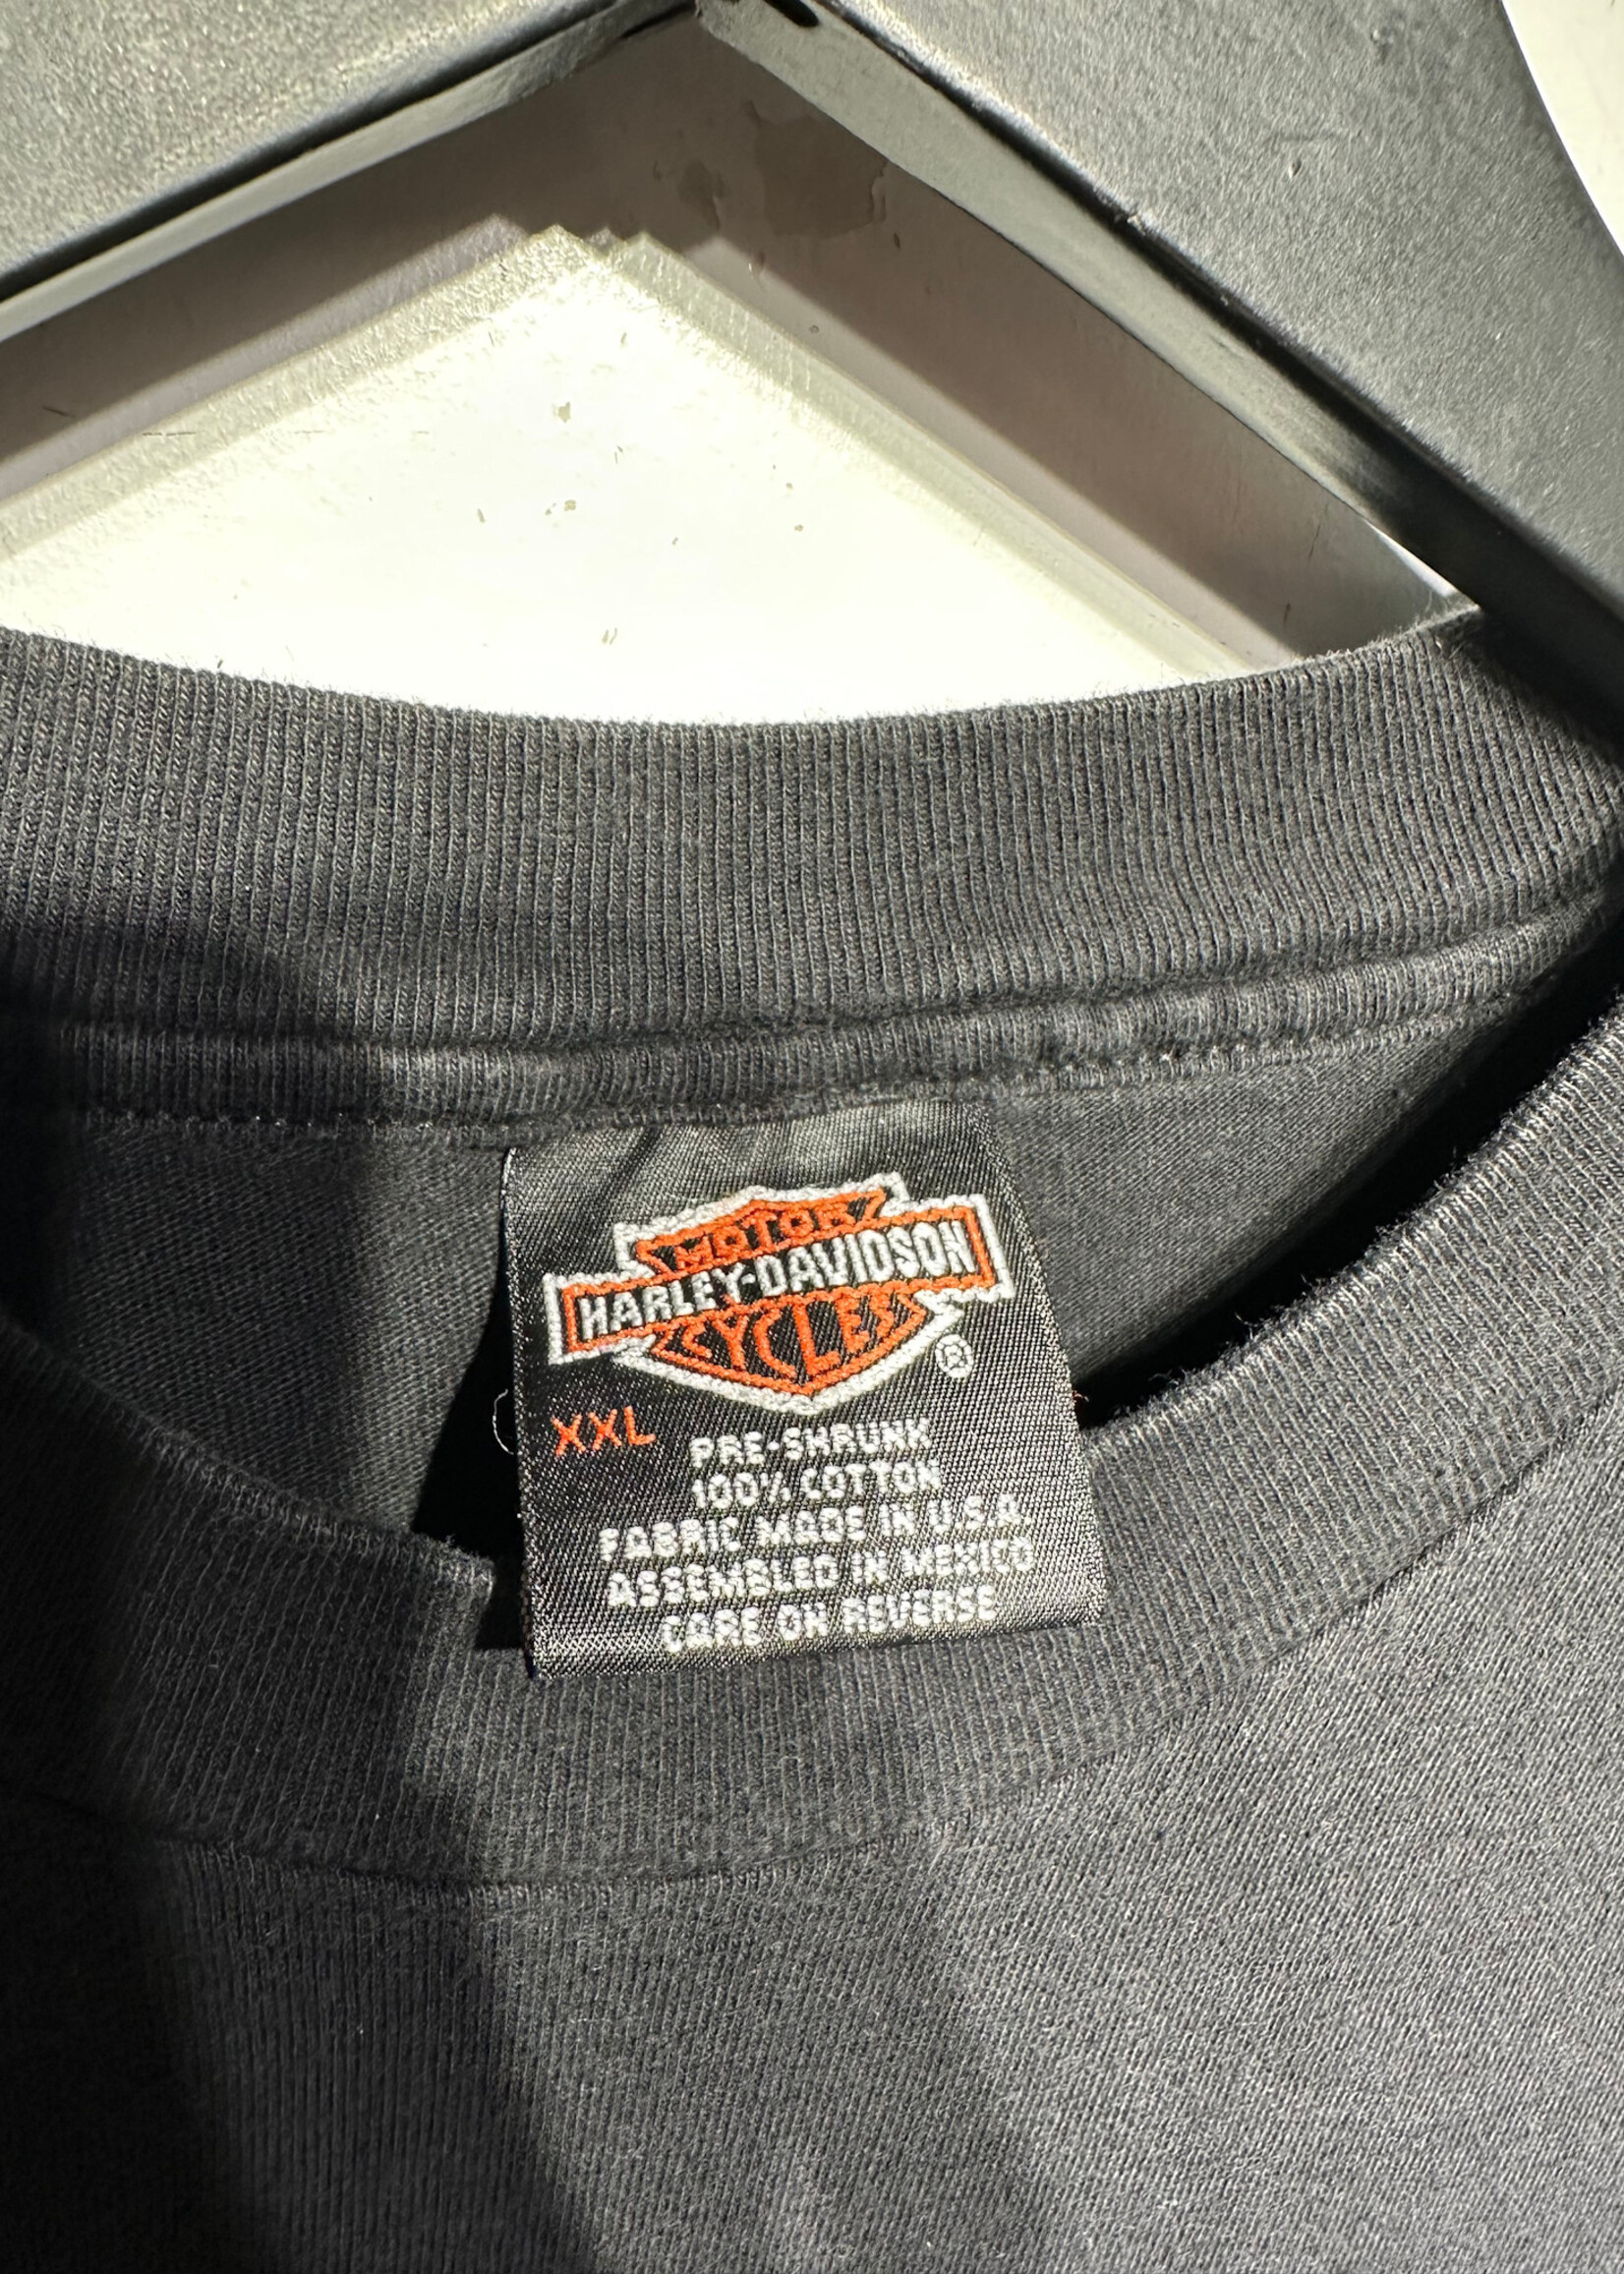 MOTOR
HARLEY-DAVIDSON
CYCLES
®
XXL
PRE-SHRUNK
100% COTTON
FABRIC MADE IN U.S.A.
ASSEMBLED IN MEXICO
CARE ON REVERSE